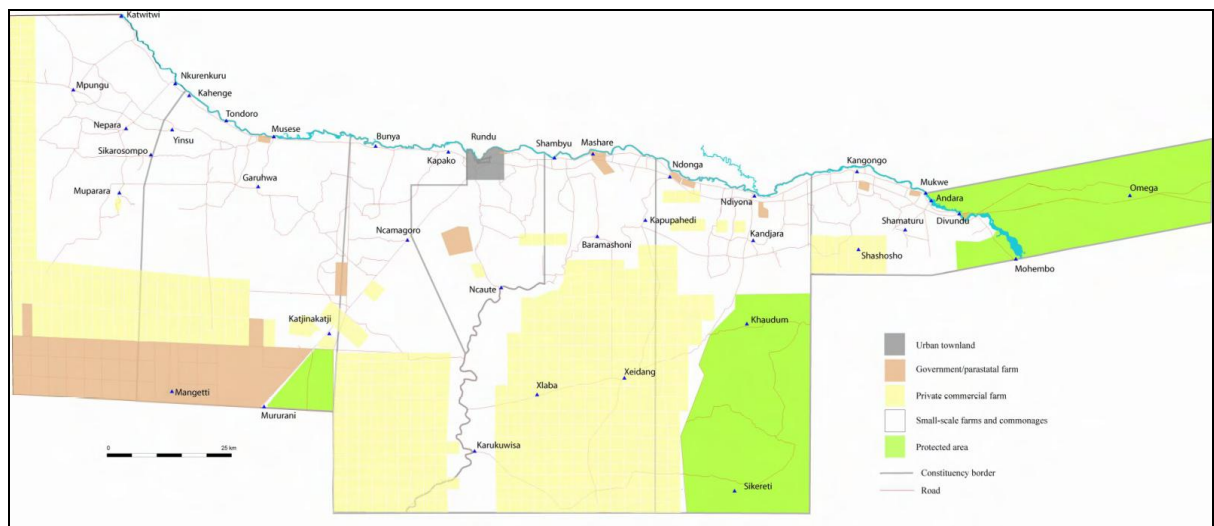 Katwitwi
Nkurenkuru
Mpungu
Kahenge
Tondoro
Nepara
Yinsu
Musese
Sikarosompo
Bunya
Rundu
Kapako
Shambyu
Mashare
Ndonga
Kangongo
Mukwe
Omega
Muparara
Garuhwa
Andara
Ndiyona
Divundu
Kapupahedi
Shamaturu
Ncamagoro
Baramashoni
Kandjara
Shashosho
Mohembo
Ncaute
Katjinakatji
Khaudum
Urban townland
Government/parastatal farm
Xeidang
Mangetti
Xlaba
Private commercial farm
Mururani
Small-scale farms and commonages
Karukuwisa
Protected area
0
25 km
Constituency border
Sikereti
Road